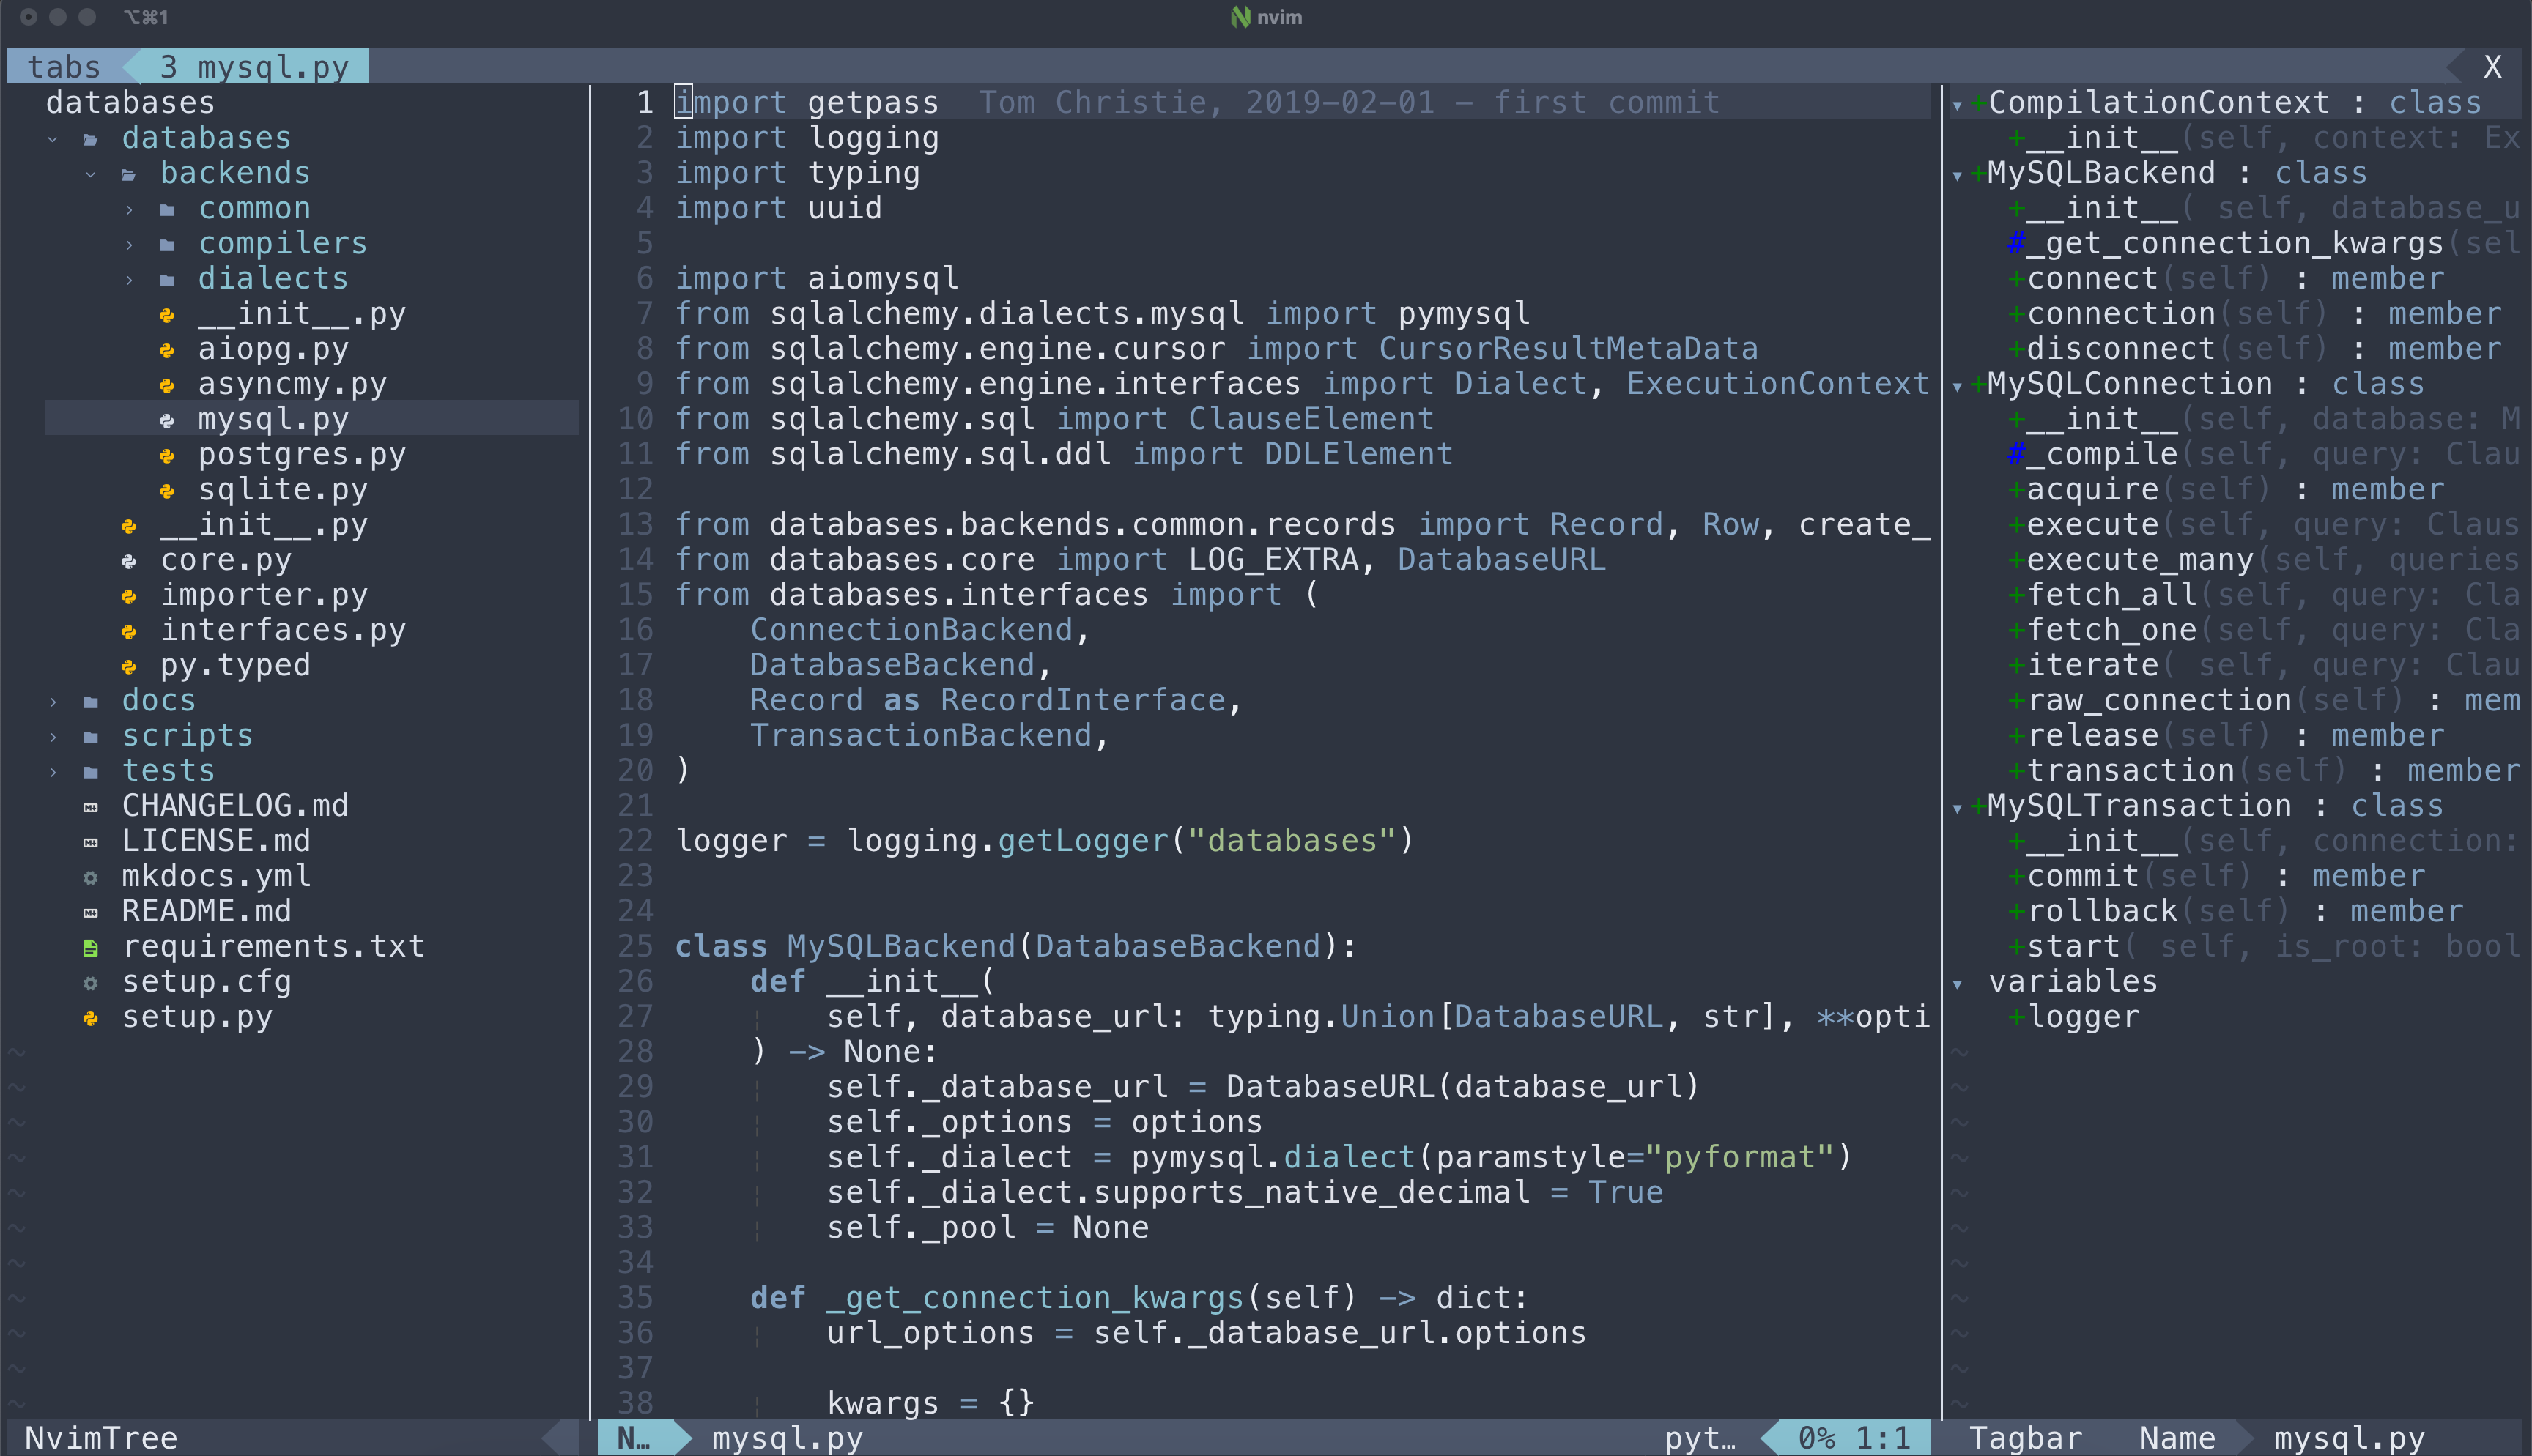 ⌥⌘1
nvim
tabs 3 mysql.py X
databases
databases
backends
common
compilers
dialects
__init__.py
aiopg.py
asyncmy.py
mysql.py
postgres.py
sqlite.py
__init__.py
core.py
importer.py
interfaces.py
py.typed
docs
scripts
tests
CHANGELOG.md
LICENSE.md
mkdocs.yml
README.md
requirements.txt
setup.cfg
setup.py
1 import getpass Tom Christie, 2019-02-01 - first commit
2 import logging
3 import typing
4 import uuid
5
6 import aiomysql
7 from sqlalchemy.dialects.mysql import pymysql
8 from sqlalchemy.engine.cursor import CursorResultMetaData
9 from sqlalchemy.engine.interfaces import Dialect, ExecutionContext
10 from sqlalchemy.sql import ClauseElement
11 from sqlalchemy.sql.ddl import DDLElement
12
13 from databases.backends.common.records import Record, Row, create_
14 from databases.core import LOG_EXTRA, DatabaseURL
15 from databases.interfaces import (
16     ConnectionBackend,
17     DatabaseBackend,
18     Record as RecordInterface,
19     TransactionBackend,
20 )
21
22 logger = logging.getLogger("databases")
23
24
25 class MySQLBackend(DatabaseBackend):
26     def __init__(
27         self, database_url: typing.Union[DatabaseURL, str], **opti
28     ) -> None:
29         self._database_url = DatabaseURL(database_url)
30         self._options = options
31         self._dialect = pymysql.dialect(paramstyle="pyformat")
32         self._dialect.supports_native_decimal = True
33         self._pool = None
34
35     def _get_connection_kwargs(self) -> dict:
36         url_options = self._database_url.options
37
38         kwargs = {}
▾+CompilationContext : class
+__init__(self, context: Ex
▾+MySQLBackend : class
+__init__( self, database_u
#_get_connection_kwargs(sel
+connect(self) : member
+connection(self) : member
+disconnect(self) : member
▾+MySQLConnection : class
+__init__(self, database: M
#_compile(self, query: Clau
+acquire(self) : member
+execute(self, query: Claus
+execute_many(self, queries
+fetch_all(self, query: Cla
+fetch_one(self, query: Cla
+iterate( self, query: Clau
+raw_connection(self) : mem
+release(self) : member
+transaction(self) : member
▾+MySQLTransaction : class
+__init__(self, connection:
+commit(self) : member
+rollback(self) : member
+start( self, is_root: bool
▾ variables
+logger
NvimTree N… mysql.py pyt… 0% 1:1 Tagbar Name mysql.py